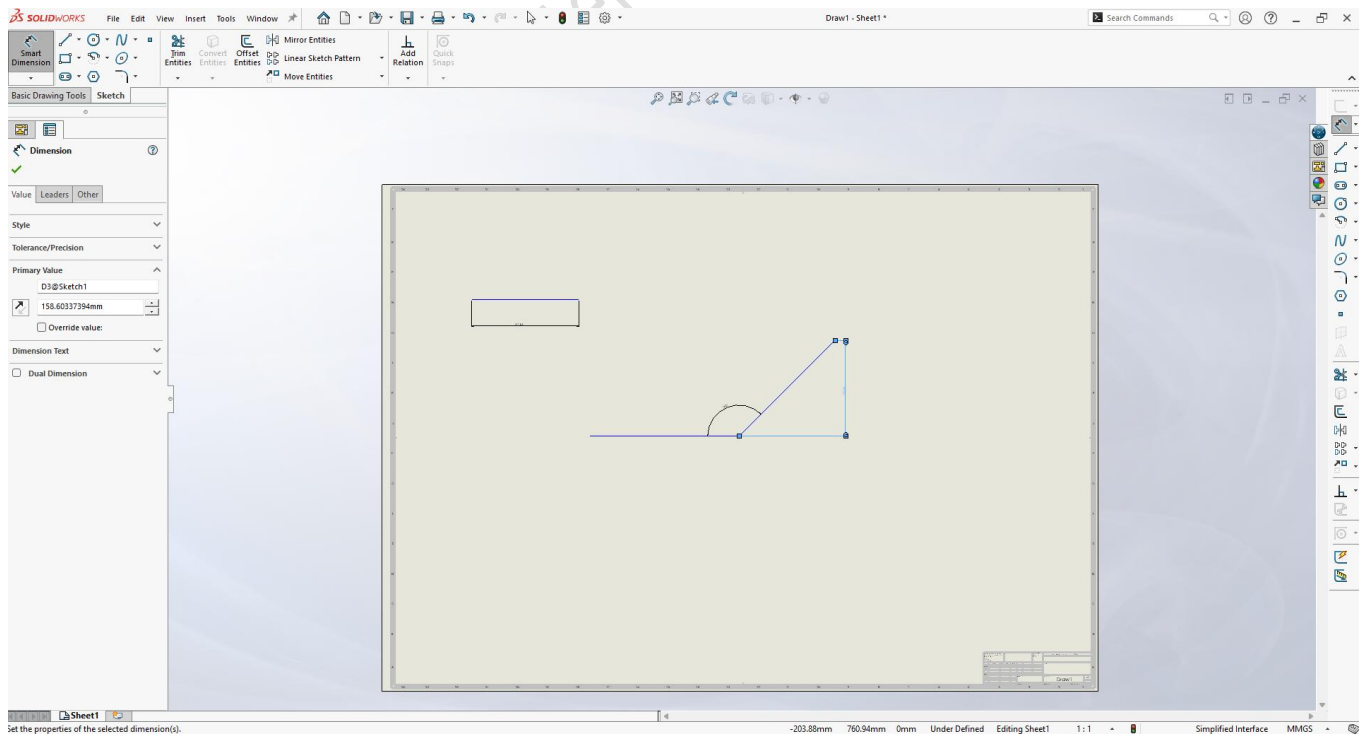 SOLIDWORKS File Edit View Insert Tools Window Draw1 - Sheet1 * Search Commands
Smart Dimension
Trim Entities
Convert Entities
Offset Entities
Mirror Entities
Linear Sketch Pattern
Move Entities
Add Relation
Quick Snaps
Basic Drawing Tools Sketch
Dimension
Value Leaders Other
Style
Tolerance/Precision
Primary Value
D3@Sketch1
158.60337394mm
Override value:
Dimension Text
Dual Dimension
Draw1
Sheet1
Set the properties of the selected dimension(s). -203.88mm 760.94mm 0mm Under Defined Editing Sheet1 1:1 Simplified Interface MMGS